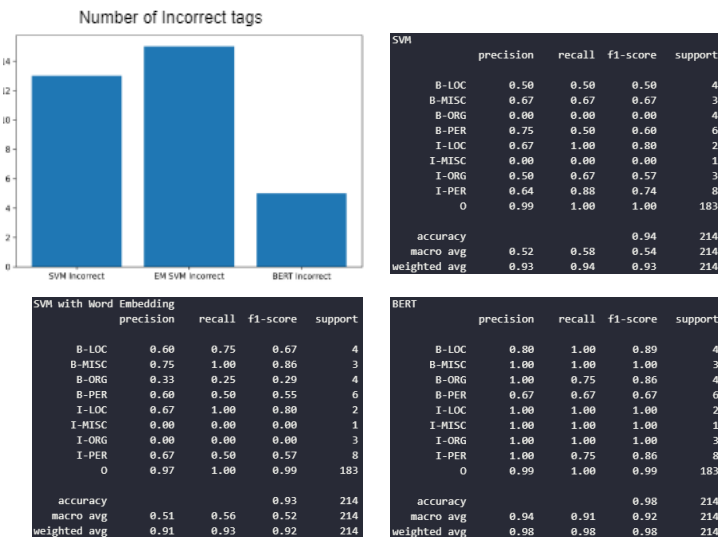 Number of Incorrect tags
14
12
10
8
6
4
2
0
SVM Incorrect EM SVM Incorrect BERT Incorrect
SVM
precision recall f1-score support
B-LOC 0.50 0.50 0.50 4
B-MISC 0.67 0.67 0.67 3
B-ORG 0.00 0.00 0.00 4
B-PER 0.75 0.50 0.60 6
I-LOC 0.67 1.00 0.80 2
I-MISC 0.00 0.00 0.00 1
I-ORG 0.50 0.67 0.57 3
I-PER 0.64 0.88 0.74 8
O 0.99 1.00 1.00 183
accuracy 0.94 214
macro avg 0.52 0.58 0.54 214
weighted avg 0.93 0.94 0.93 214
SVM with Word Embedding
precision recall f1-score support
B-LOC 0.60 0.75 0.67 4
B-MISC 0.75 1.00 0.86 3
B-ORG 0.33 0.25 0.29 4
B-PER 0.60 0.50 0.55 6
I-LOC 0.67 1.00 0.80 2
I-MISC 0.00 0.00 0.00 1
I-ORG 0.00 0.00 0.00 3
I-PER 0.67 0.50 0.57 8
O 0.97 1.00 0.99 183
accuracy 0.93 214
macro avg 0.51 0.56 0.52 214
weighted avg 0.91 0.93 0.92 214
BERT
precision recall f1-score support
B-LOC 0.80 1.00 0.89 4
B-MISC 1.00 1.00 1.00 3
B-ORG 1.00 0.75 0.86 4
B-PER 0.67 0.67 0.67 6
I-LOC 1.00 1.00 1.00 2
I-MISC 1.00 1.00 1.00 1
I-ORG 1.00 1.00 1.00 3
I-PER 1.00 0.75 0.86 8
O 0.99 1.00 0.99 183
accuracy 0.98 214
macro avg 0.94 0.91 0.92 214
weighted avg 0.98 0.98 0.98 214